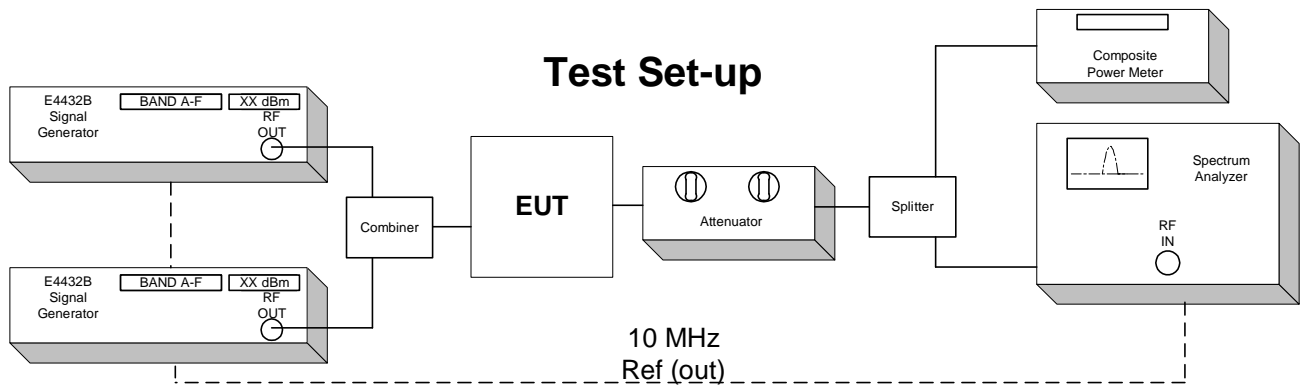 Test Set-up
E4432B
Signal
Generator
BAND A-F
XX dBm
RF
OUT
E4432B
Signal
Generator
BAND A-F
XX dBm
RF
OUT
Combiner
EUT
Attenuator
Splitter
Composite
Power Meter
Spectrum
Analyzer
RF
IN
10 MHz
Ref (out)